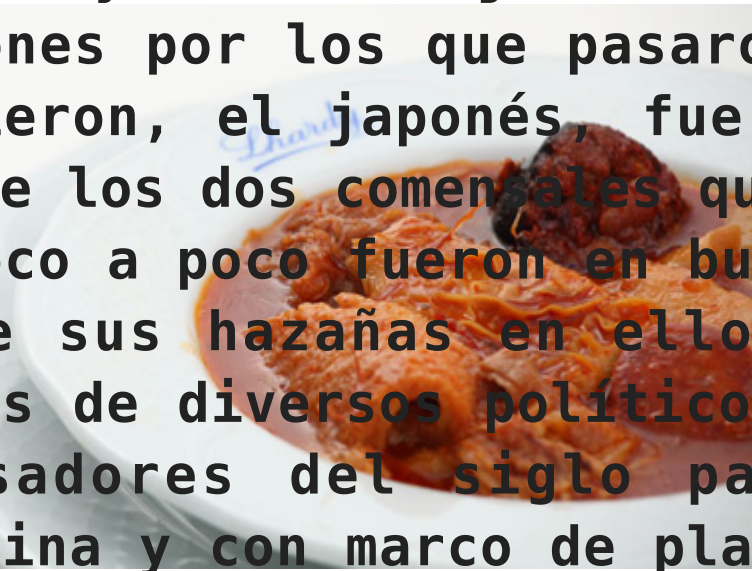 ones por los que pasaro
ieron, el japonés, fue
Lhardy
e los dos comensales qu
oco a poco fueron en bu
e sus hazañas en ello
s de diversos político
sadores del siglo pa
ina y con marco de pla